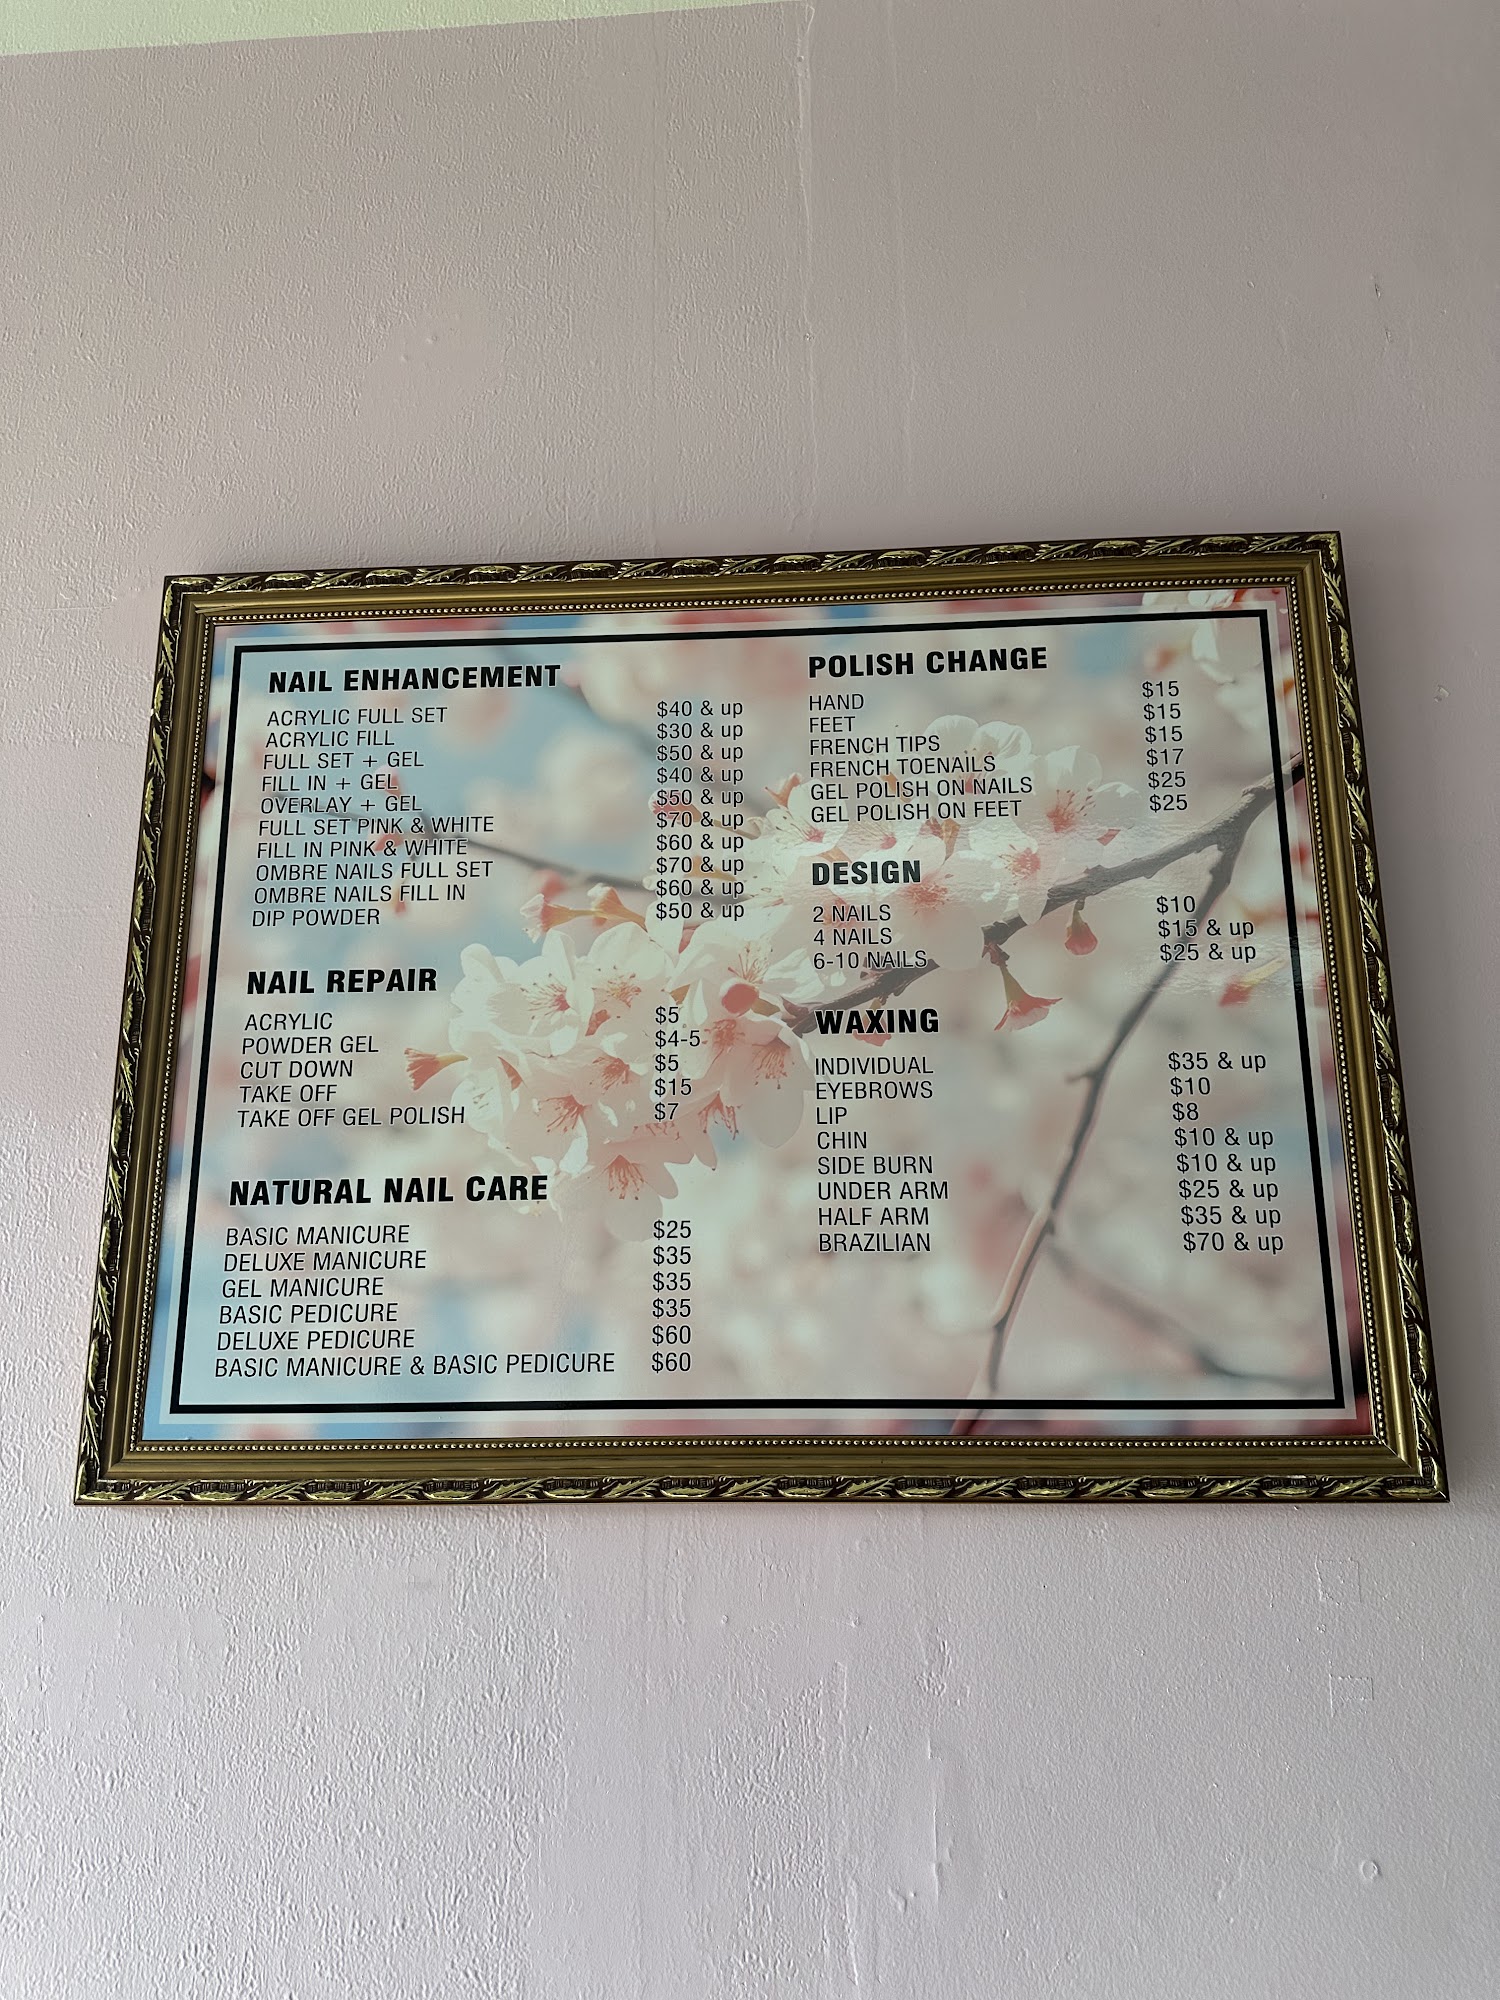 NAIL ENHANCEMENT
ACRYLIC FULL SET $40 & up
ACRYLIC FILL $30 & up
FULL SET + GEL $50 & up
FILL IN + GEL $40 & up
OVERLAY + GEL $50 & up
FULL SET PINK & WHITE $70 & up
FILL IN PINK & WHITE $60 & up
OMBRE NAILS FULL SET $70 & up
OMBRE NAILS FILL IN $60 & up
DIP POWDER $50 & up
NAIL REPAIR
ACRYLIC $5
POWDER GEL $4-5
CUT DOWN $5
TAKE OFF $15
TAKE OFF GEL POLISH $7
NATURAL NAIL CARE
BASIC MANICURE $25
DELUXE MANICURE $35
GEL MANICURE $35
BASIC PEDICURE $35
DELUXE PEDICURE $60
BASIC MANICURE & BASIC PEDICURE $60
POLISH CHANGE
HAND $15
FEET $15
FRENCH TIPS $15
FRENCH TOENAILS $17
GEL POLISH ON NAILS $25
GEL POLISH ON FEET $25
DESIGN
2 NAILS $10
4 NAILS $15 & up
6-10 NAILS $25 & up
WAXING
INDIVIDUAL $35 & up
EYEBROWS $10
LIP $8
CHIN $10 & up
SIDE BURN $10 & up
UNDER ARM $25 & up
HALF ARM $35 & up
BRAZILIAN $70 & up